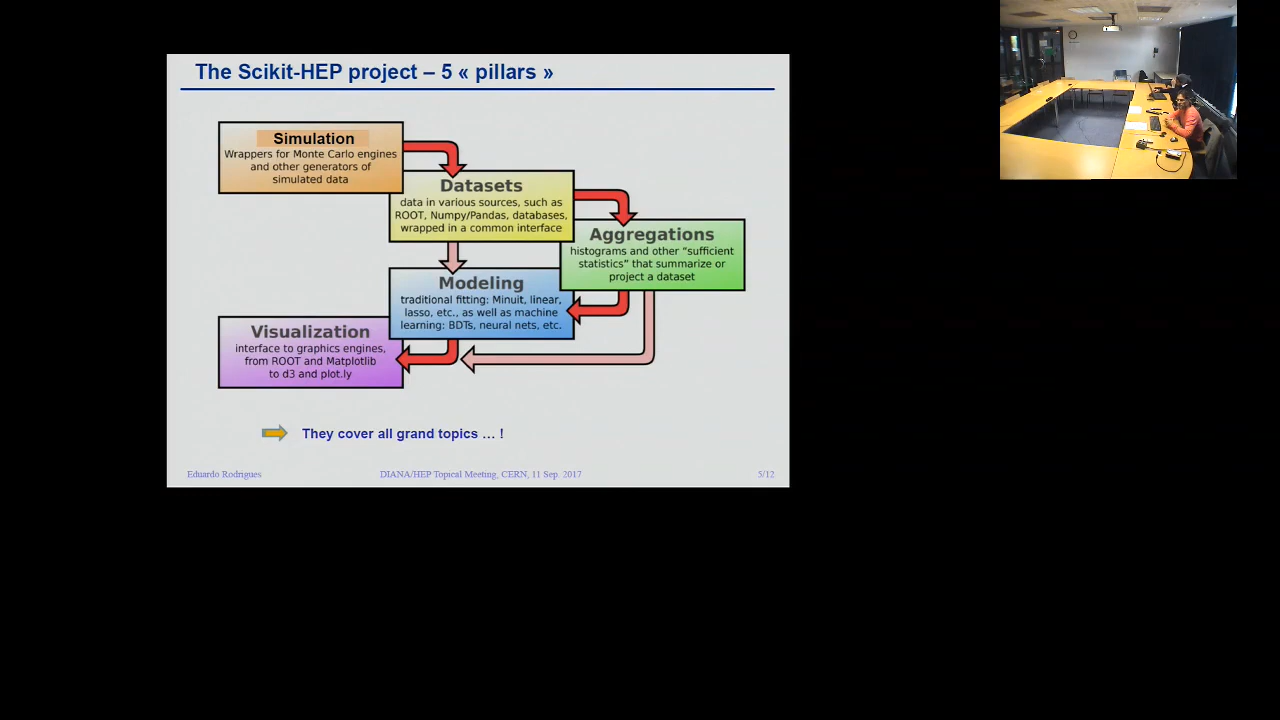 The Scikit-HEP project – 5 « pillars »
Simulation
Wrappers for Monte Carlo engines
and other generators of
simulated data
Datasets
data in various sources, such as
ROOT, Numpy/Pandas, databases,
wrapped in a common interface
Aggregations
histograms and other “sufficient
statistics” that summarize or
project a dataset
Modeling
traditional fitting: Minuit, linear,
lasso, etc., as well as machine
learning: BDTs, neural nets, etc.
Visualization
interface to graphics engines,
from ROOT and Matplotlib
to d3 and plot.ly
They cover all grand topics … !
Eduardo Rodrigues
DIANA/HEP Topical Meeting, CERN, 11 Sep. 2017
5/12